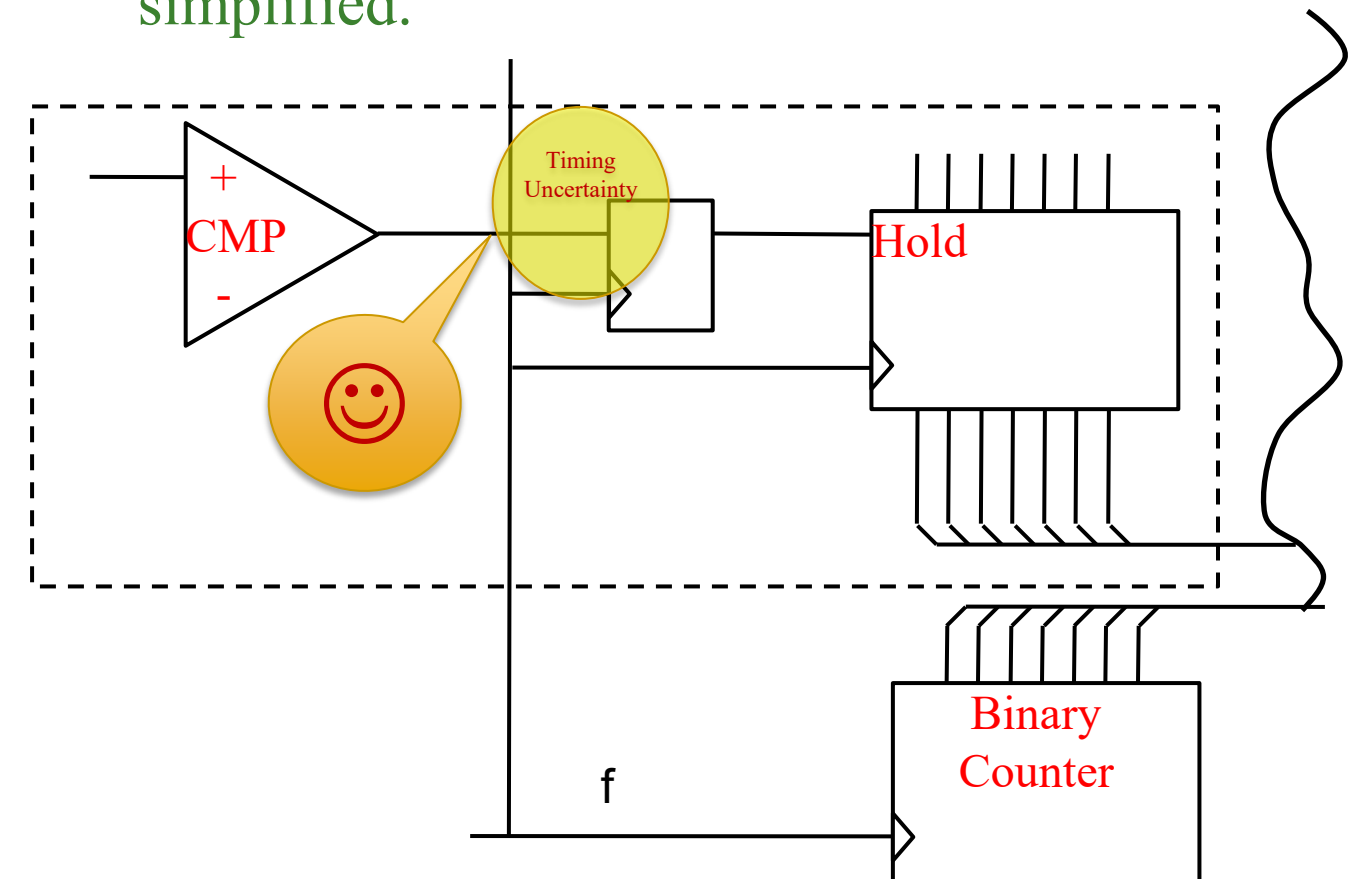 simplified.
Timing
Uncertainty
+
CMP
-
Hold
Binary
Counter
f